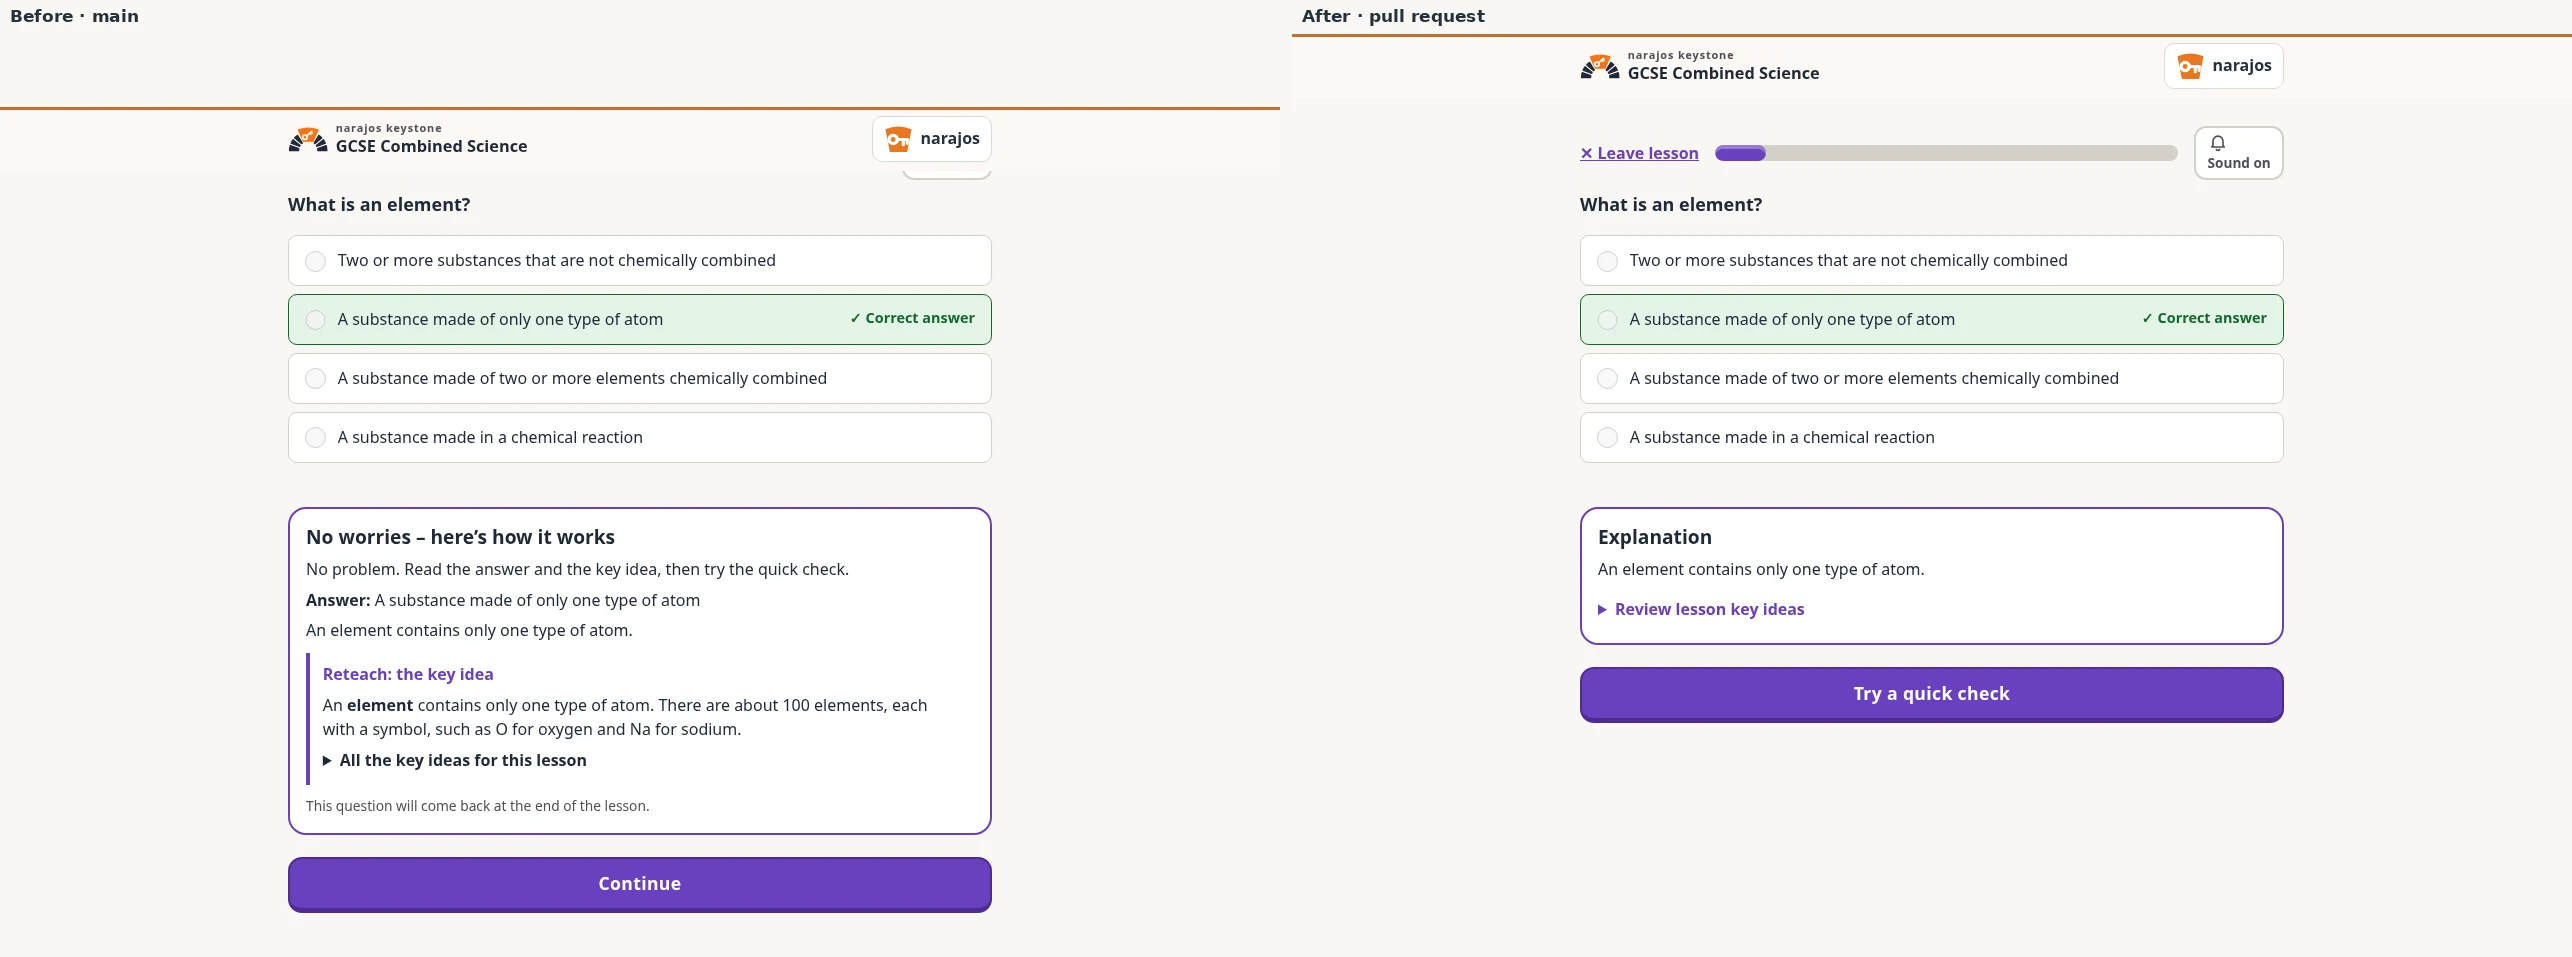 Before · main
narajos keystone
GCSE Combined Science
narajos
What is an element?
Two or more substances that are not chemically combined
A substance made of only one type of atom
✓ Correct answer
A substance made of two or more elements chemically combined
A substance made in a chemical reaction
No worries – here’s how it works
No problem. Read the answer and the key idea, then try the quick check.
Answer: A substance made of only one type of atom
An element contains only one type of atom.
Reteach: the key idea
An element contains only one type of atom. There are about 100 elements, each
with a symbol, such as O for oxygen and Na for sodium.
▶ All the key ideas for this lesson
This question will come back at the end of the lesson.
Continue
After · pull request
narajos keystone
GCSE Combined Science
narajos
✕ Leave lesson
Sound on
What is an element?
Two or more substances that are not chemically combined
A substance made of only one type of atom
✓ Correct answer
A substance made of two or more elements chemically combined
A substance made in a chemical reaction
Explanation
An element contains only one type of atom.
▶ Review lesson key ideas
Try a quick check